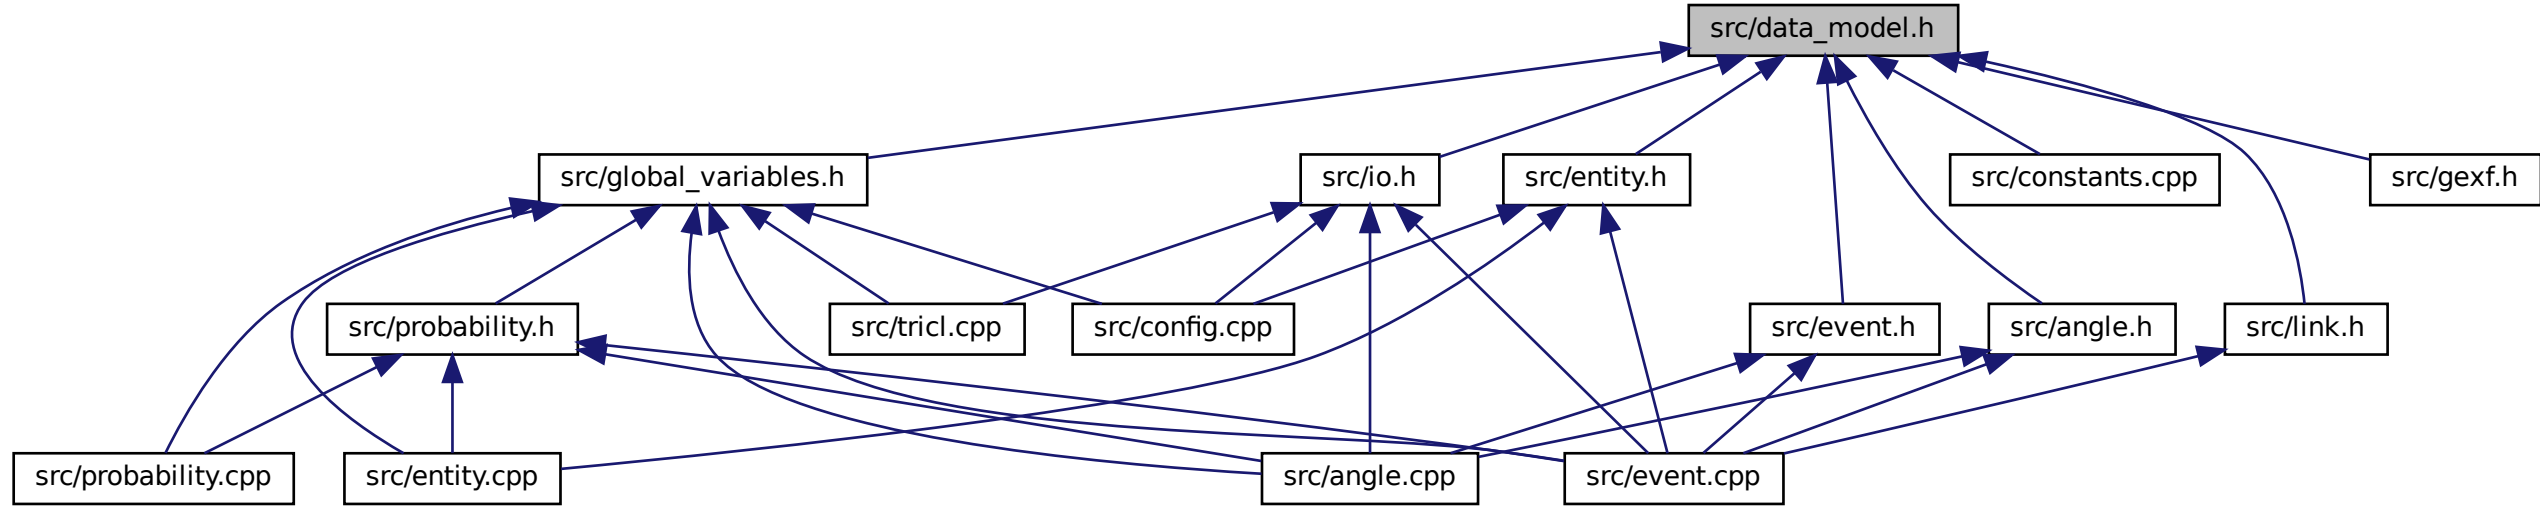 src/data_model.h
src/global_variables.h
src/io.h
src/entity.h
src/constants.cpp
src/gexf.h
src/probability.h
src/tricl.cpp
src/config.cpp
src/event.h
src/angle.h
src/link.h
src/probability.cpp
src/entity.cpp
src/angle.cpp
src/event.cpp